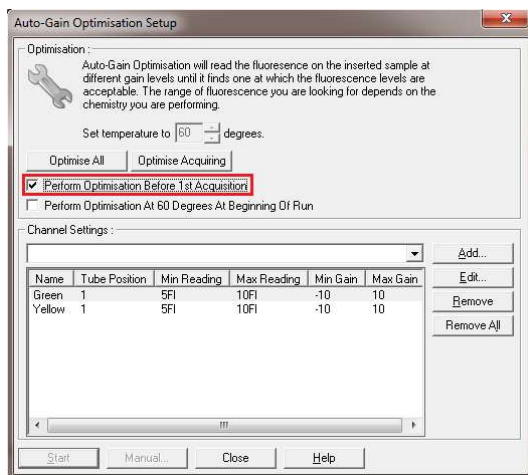 Auto-Gain Optimisation Setup
Optimisation :
Auto-Gain Optimisation will read the fluoresence on the inserted sample at
different gain levels until it finds one at which the fluorescence levels are
acceptable. The range of fluorescence you are looking for depends on the
chemistry you are performing.
Set temperature to 60 degrees.
Optimise All Optimise Acquiring
Perform Optimisation Before 1st Acquisition
Perform Optimisation At 60 Degrees At Beginning Of Run
Channel Settings :
Add...
Name Tube Position Min Reading Max Reading Min Gain Max Gain
Edit...
Green 1 5Fl 10Fl -10 10
Remove
Yellow 1 5Fl 10Fl -10 10
Remove All
Start Manual... Close Help